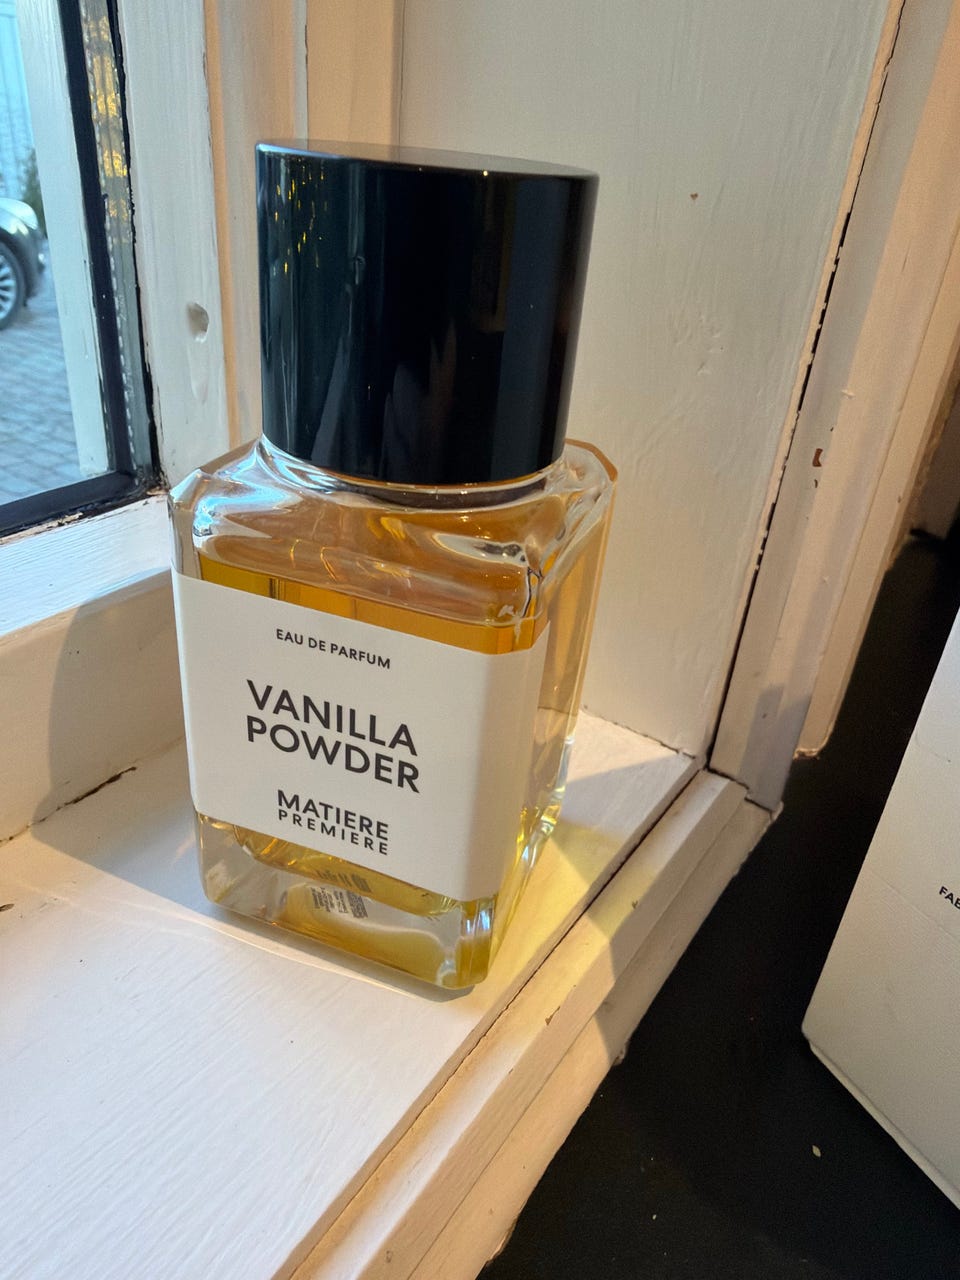 EAU DE PARFUM
VANILLA
POWDER
MATIERE
PREMIERE